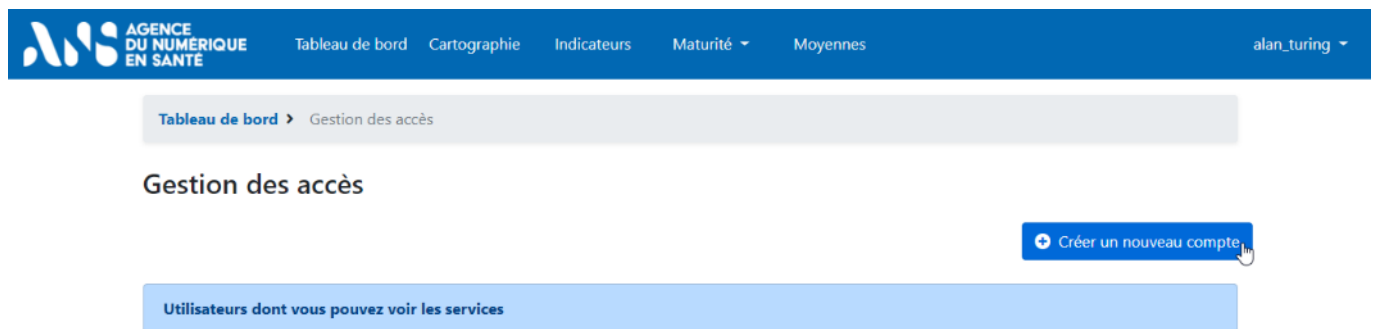 AGENCE
DU NUMÉRIQUE
EN SANTÉ
Tableau de bord Cartographie Indicateurs Maturité Moyennes alan_turing
Tableau de bord > Gestion des accès
Gestion des accès
Créer un nouveau compte
Utilisateurs dont vous pouvez voir les services